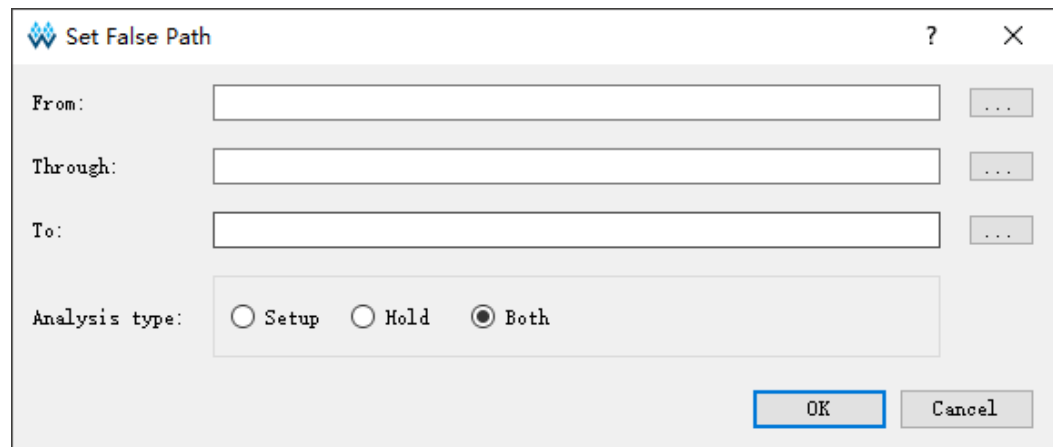 Set False Path ?
From: ...
Through: ...
To: ...
Analysis type: Setup Hold Both
OK Cancel